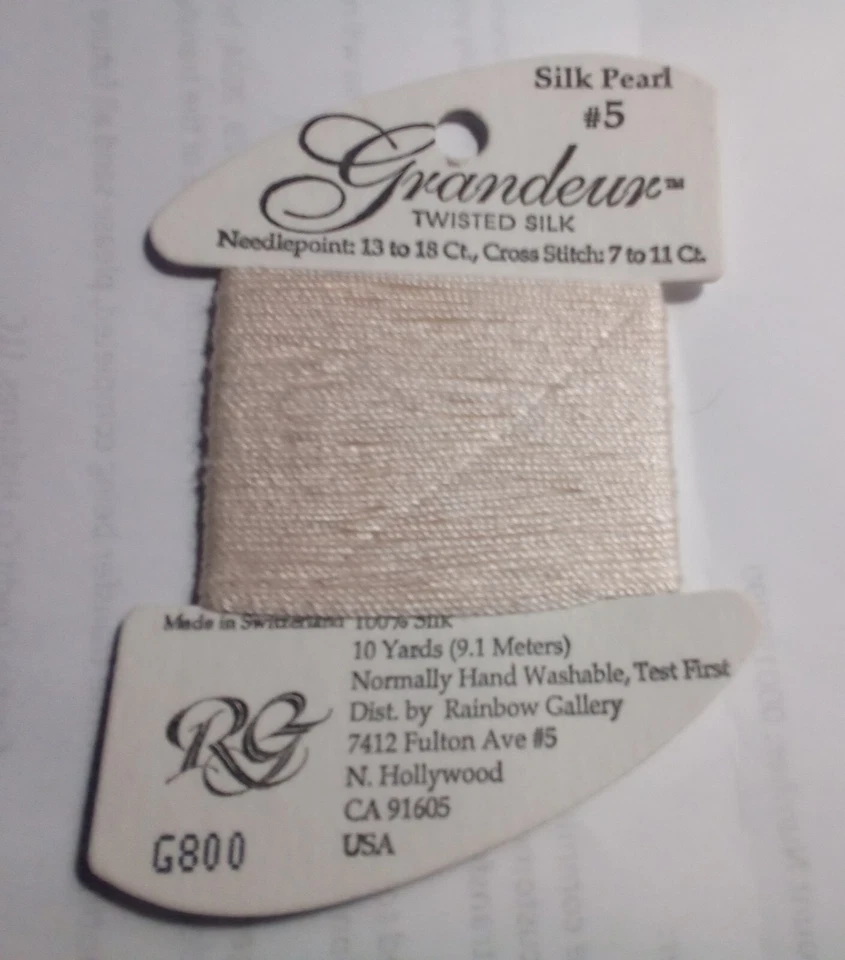 Silk Pearl
#5
Grandeur™
TWISTED SILK
Needlepoint: 13 to 18 Ct., Cross Stitch: 7 to 11 Ct.
Made in Switzerland 100% Silk
10 Yards (9.1 Meters)
Normally Hand Washable, Test First
Dist. by Rainbow Gallery
7412 Fulton Ave #5
N. Hollywood
CA 91605
USA
RG
G800